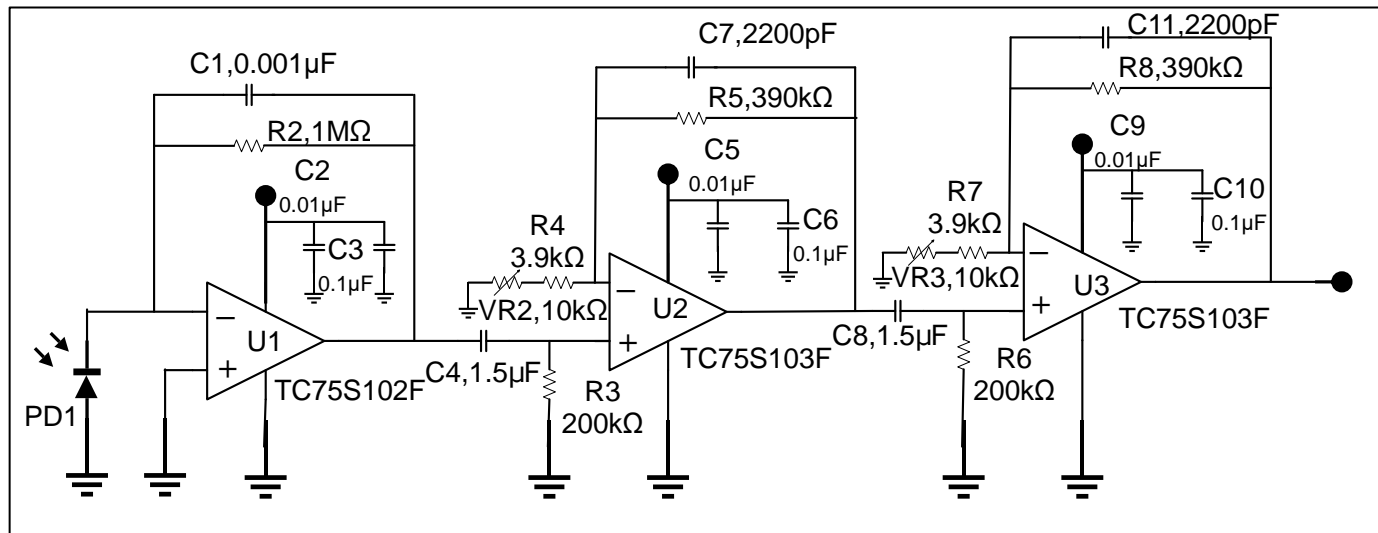 C1,0.001μF
R2,1MΩ
C2
0.01μF
C3
0.1μF
U1
TC75S102F
PD1
C4,1.5μF
R3
200kΩ
C7,2200pF
R5,390kΩ
C5
0.01μF
C6
0.1μF
R4
3.9kΩ
VR2,10kΩ
U2
TC75S103F
C8,1.5μF
R6
200kΩ
C11,2200pF
R8,390kΩ
C9
0.01μF
C10
0.1μF
R7
3.9kΩ
VR3,10kΩ
U3
TC75S103F